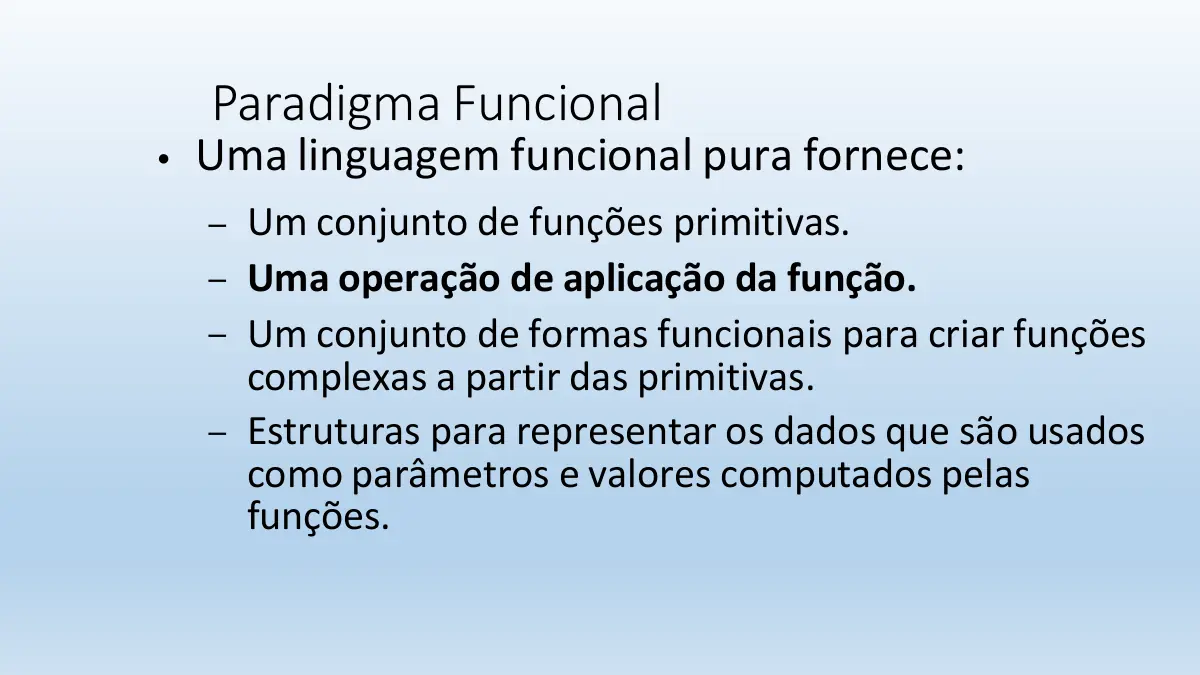 Paradigma Funcional
• Uma linguagem funcional pura fornece:
– Um conjunto de funções primitivas.
– Uma operação de aplicação da função.
– Um conjunto de formas funcionais para criar funções
complexas a partir das primitivas.
– Estruturas para representar os dados que são usados
como parâmetros e valores computados pelas
funções.